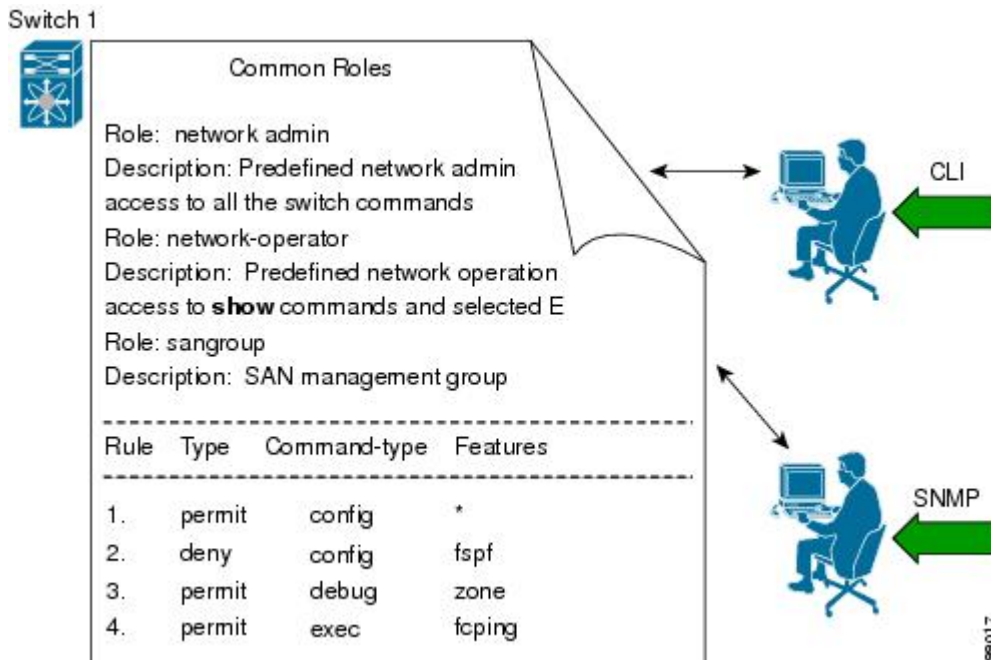 Switch 1
Common Roles
Role: network admin
Description: Predefined network admin
access to all the switch commands
Role: network-operator
Description: Predefined network operation
access to show commands and selected E
Role: sangroup
Description: SAN management group
Rule Type Command-type Features
1. permit config *
2. deny config fspf
3. permit debug zone
4. permit exec fcping
CLI
SNMP